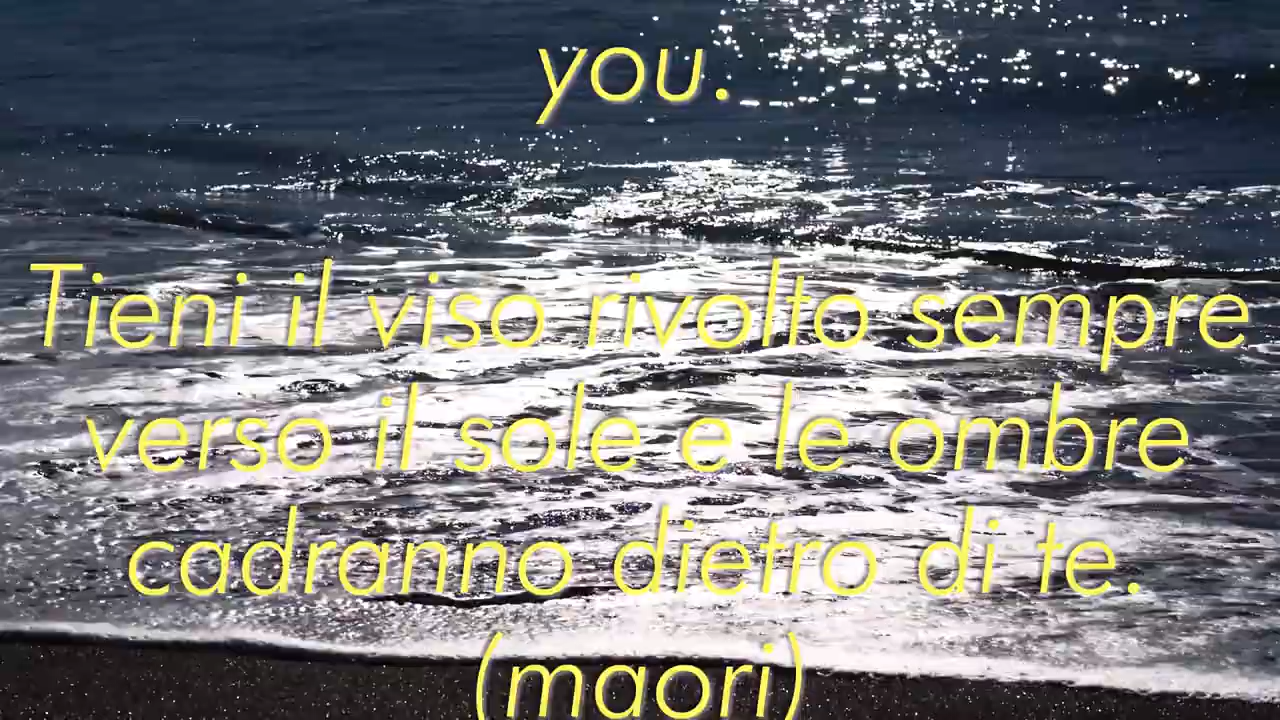 you.
Tieni il viso rivolto sempre
verso il sole e le ombre
cadranno dietro di te.
(maori)